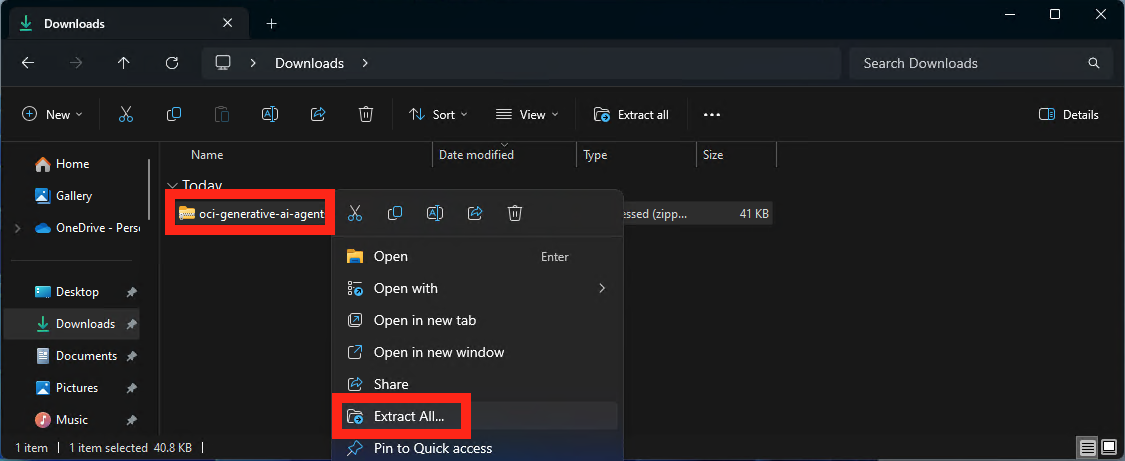 Downloads
Downloads
Search Downloads
New
Sort
View
Extract all
Details
Name
Date modified
Type
Size
Home
Gallery
OneDrive - Pers
Desktop
Downloads
Documents
Pictures
Music
Today
oci-generative-ai-agent
essed (zipp...
41 KB
Open
Enter
Open with
Open in new tab
Open in new window
Share
Extract All...
Pin to Quick access
1 item
1 item selected 40.8 KB